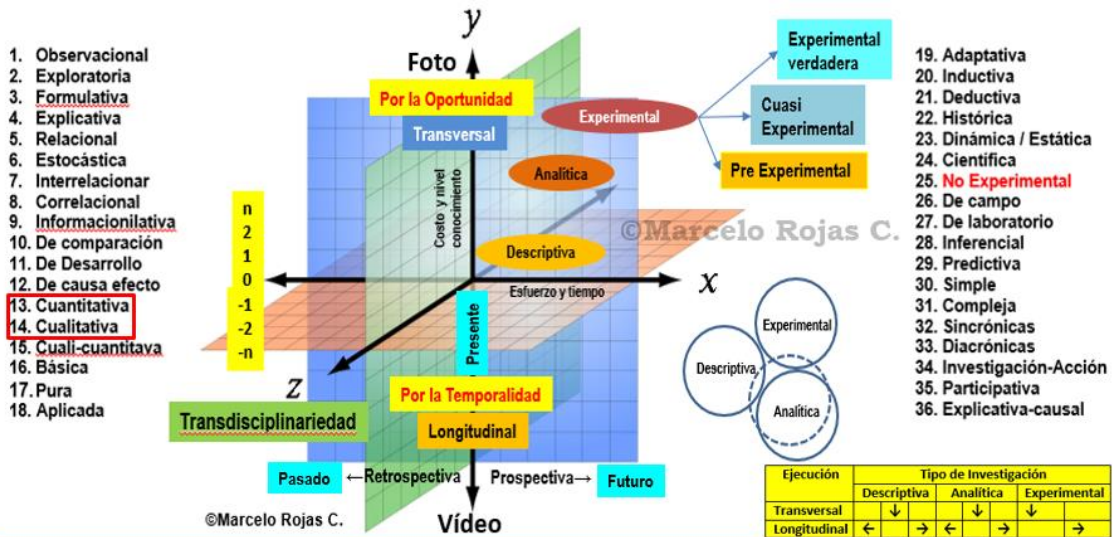 1. Observacional
2. Exploratoria
3. Formulativa
4. Explicativa
5. Relacional
6. Estocástica
7. Interrelacionar
8. Correlacional
9. Informacionilativa
10. De comparación
11. De Desarrollo
12. De causa efecto
13. Cuantitativa
14. Cualitativa
15. Cuali-cuantitava
16. Básica
17. Pura
18. Aplicada
y
Foto
Por la Oportunidad
Transversal
Costo y nivel
conocimiento
n
2
1
0
-1
-2
-n
Experimental
Analítica
Descriptiva
Experimental
verdadera
Cuasi
Experimental
Pre Experimental
©Marcelo Rojas C.
x
Esfuerzo y tiempo
Presente
z
Transdisciplinariedad
Por la Temporalidad
Longitudinal
Pasado ←Retrospectiva Prospectiva→ Futuro
©Marcelo Rojas C.
Vídeo
Experimental
Descriptiva
Analítica
19. Adaptativa
20. Inductiva
21. Deductiva
22. Histórica
23. Dinámica / Estática
24. Científica
25. No Experimental
26. De campo
27. De laboratorio
28. Inferencial
29. Predictiva
30. Simple
31. Compleja
32. Sincrónicas
33. Diacrónicas
34. Investigación-Acción
35. Participativa
36. Explicativa-causal
Ejecución Tipo de Investigación
Descriptiva Analítica Experimental
Transversal ↓ ↓ ↓
Longitudinal ← → ← → →